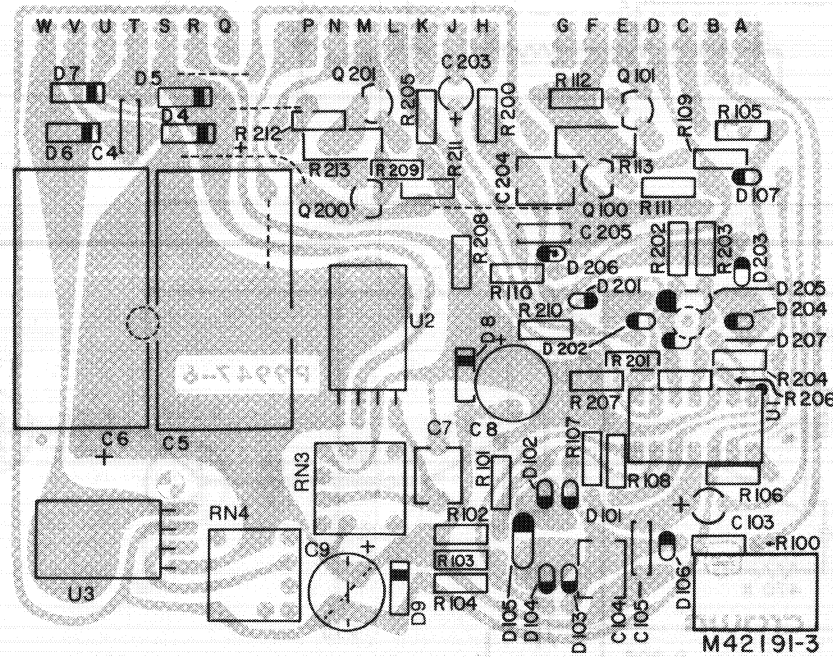 W V U T S R Q P N M L K J H G F E D C B A
D7
D5
Q201
R205
C203
R200
R112
Q101
R109
R105
D4
R212
D6
C4
+
+
R213
R209
R211
C204
R113
R111
D107
Q200
Q100
R208
C205
R202
R203
D203
D206
R110
D201
D205
D204
U2
R210
D8
+
D202
D207
R201
P9947-6
R204
R207
R206
U1
C6
+
C5
C7
C8
R107
D102
RN3
R101
R108
R106
+
RN4
R102
D101
C103
C9
+
R103
R100
U3
R104
D9
D105
D104
D103
C104
C105
D106
M42191-3